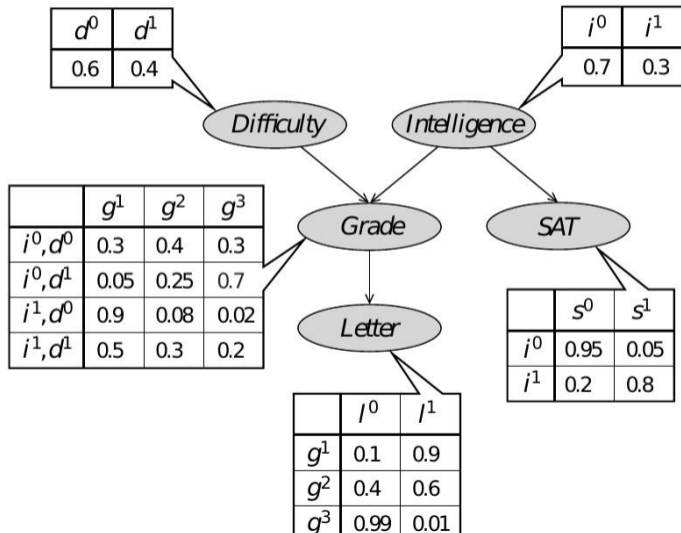 d⁰ d¹
0.6 0.4
i⁰ i¹
0.7 0.3
Difficulty
Intelligence
g¹ g² g³
i⁰,d⁰ 0.3 0.4 0.3
i⁰,d¹ 0.05 0.25 0.7
i¹,d⁰ 0.9 0.08 0.02
i¹,d¹ 0.5 0.3 0.2
Grade
SAT
Letter
s⁰ s¹
i⁰ 0.95 0.05
i¹ 0.2 0.8
l⁰ l¹
g¹ 0.1 0.9
g² 0.4 0.6
g³ 0.99 0.01